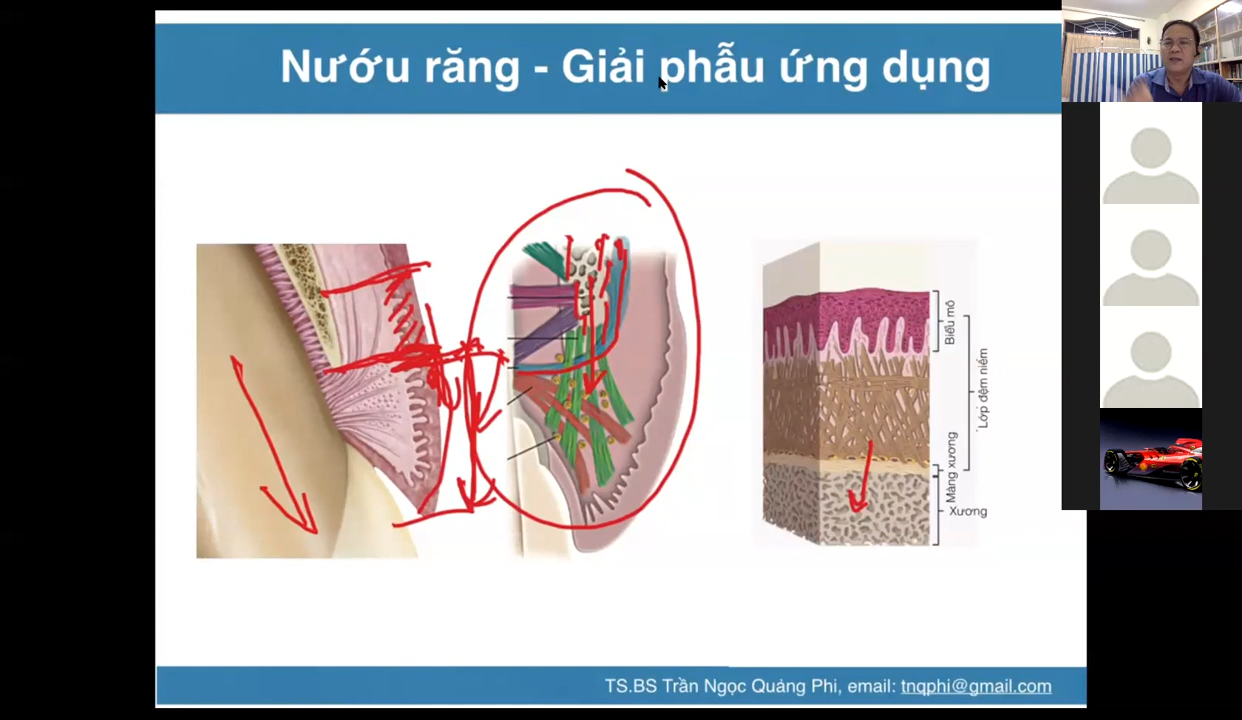 Nướu răng - Giải phẫu ứng dụng
Biểu mô
Lớp đệm niêm
Màng xương
Xương
TS.BS Trần Ngọc Quảng Phi, email: tnqphi@gmail.com